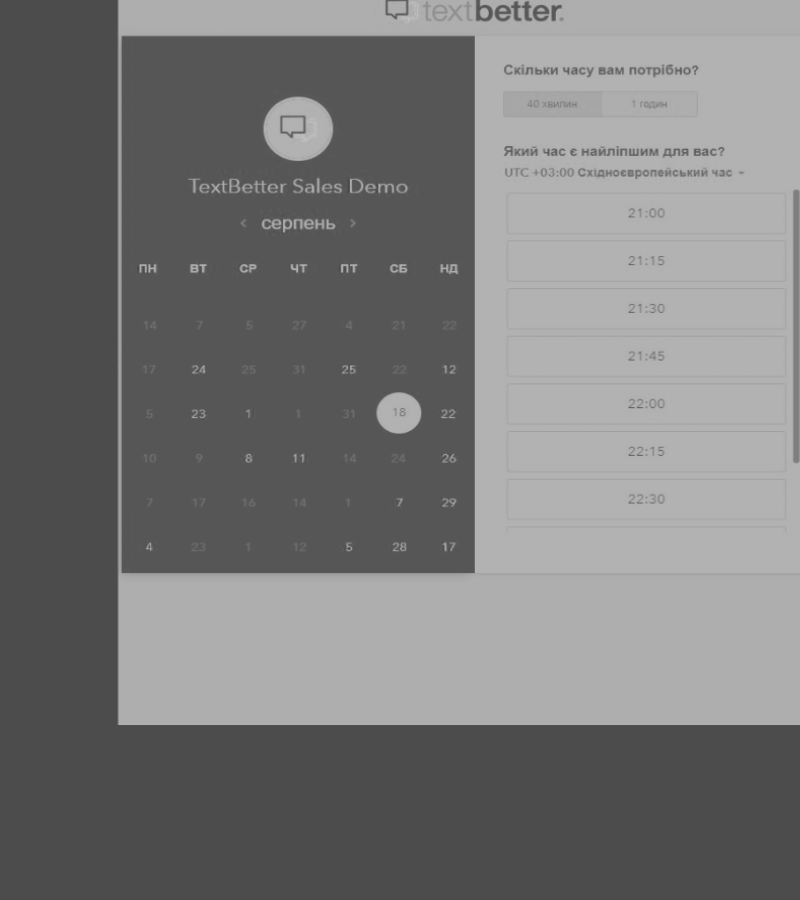 textbetter.
TextBetter Sales Demo
‹ серпень ›
ПН ВТ СР ЧТ ПТ СБ НД
14 7 5 27 4 21 22
17 24 25 31 25 22 12
5 23 1 1 31 18 22
10 9 8 11 14 24 26
7 17 16 14 1 7 29
4 23 1 12 5 28 17
Скільки часу вам потрібно?
40 хвилин 1 годин
Який час є найліпшим для вас?
UTC +03:00 Східноєвропейський час
21:00
21:15
21:30
21:45
22:00
22:15
22:30